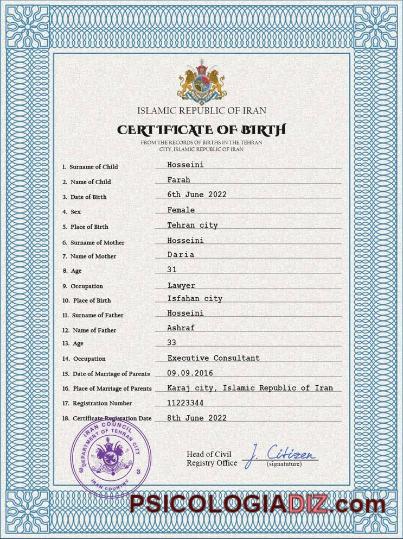 ISLAMIC REPUBLIC OF IRAN
CERTIFICATE OF BIRTH
FROM THE RECORDS OF BIRTHS IN THE TEHRAN
CITY, ISLAMIC REPUBLIC OF IRAN
1. Surname of Child Hosseini
2. Name of Child Farah
3. Date of Birth 6th June 2022
4. Sex Female
5. Place of Birth Tehran city
6. Surname of Mother Hosseini
7. Name of Mother Daria
8. Age 31
9. Occupation Lawyer
10. Place of Birth Isfahan city
11. Surname of Father Hosseini
12. Name of Father Ashraf
13. Age 33
14. Occupation Executive Consultant
15. Date of Marriage of Parents 09.09.2016
16. Place of Marriage of Parents Karaj city, Islamic Republic of Iran
17. Registration Number 11223344
18. Certificate Registration Date 8th June 2022
IRAN COUNCIL
DEPARTMENT OF TEHRAN CITY
IRAN COUNTRY
Head of Civil
Registry Office J. Citizen
(signature)
PSICOLOGIADIZ.com